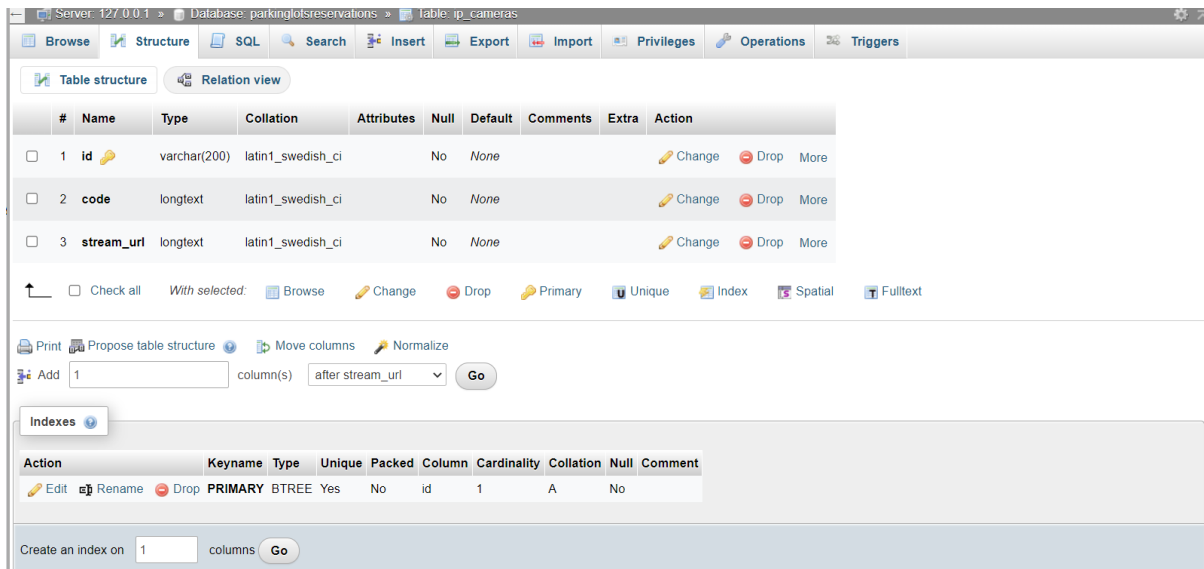 Server: 127.0.0.1 » Database: parkinglotsreservations » Table: ip_cameras
Browse Structure SQL Search Insert Export Import Privileges Operations Triggers
Table structure Relation view
# Name Type Collation Attributes Null Default Comments Extra Action
1 id varchar(200) latin1_swedish_ci No None Change Drop More
2 code longtext latin1_swedish_ci No None Change Drop More
3 stream_url longtext latin1_swedish_ci No None Change Drop More
Check all With selected: Browse Change Drop Primary Unique Index Spatial Fulltext
Print Propose table structure Move columns Normalize
Add 1 column(s) after stream_url Go
Indexes
Action Keyname Type Unique Packed Column Cardinality Collation Null Comment
Edit Rename Drop PRIMARY BTREE Yes No id 1 A No
Create an index on 1 columns Go